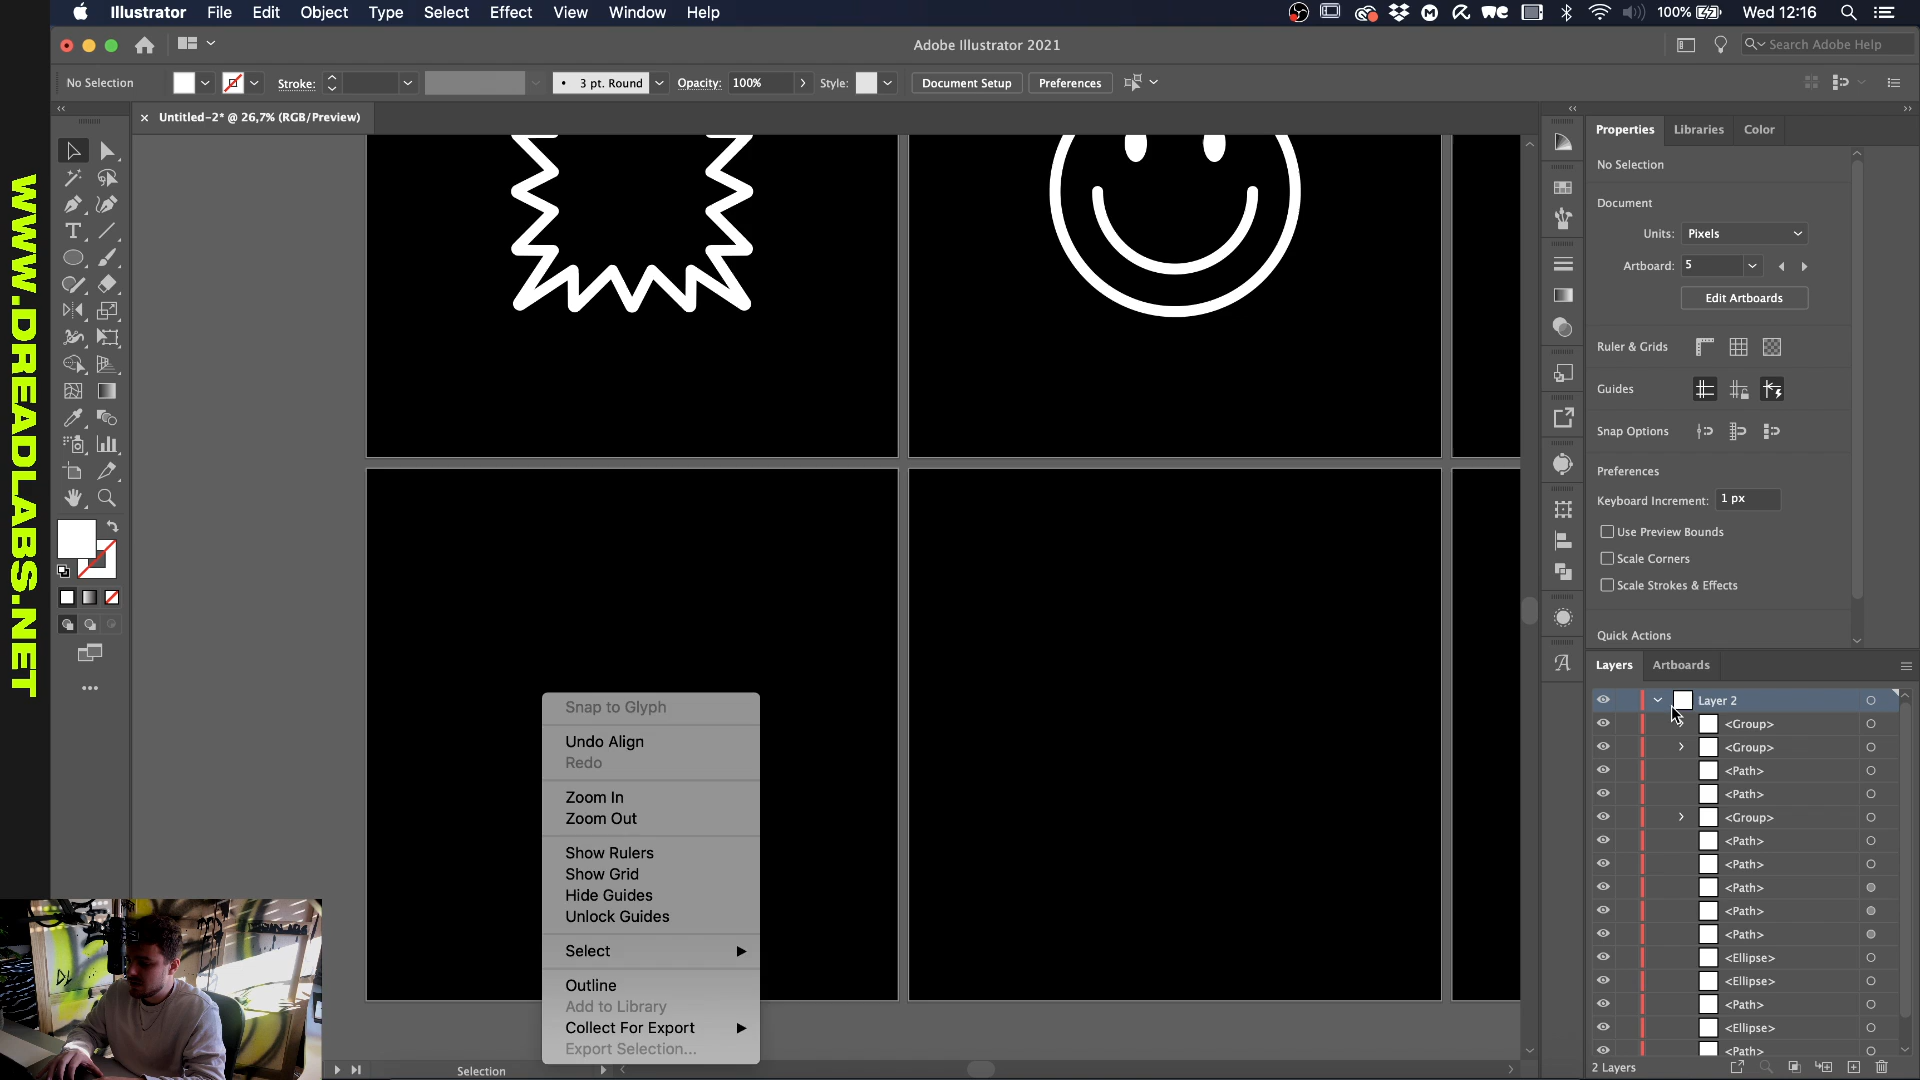 Illustrator File Edit Object Type Select Effect View Window Help
100% Wed 12:16
Adobe Illustrator 2021
Search Adobe Help
No Selection
Stroke:
3 pt. Round
Opacity: 100%
Style:
Document Setup
Preferences
Untitled-2* @ 26,7% (RGB/Preview)
WWW.DREADLABS.NET
Snap to Glyph
Undo Align
Redo
Zoom In
Zoom Out
Show Rulers
Show Grid
Hide Guides
Unlock Guides
Select
Outline
Add to Library
Collect For Export
Export Selection...
Selection
Properties Libraries Color
No Selection
Document
Units: Pixels
Artboard: 5
Edit Artboards
Ruler & Grids
Guides
Snap Options
Preferences
Keyboard Increment: 1 px
Use Preview Bounds
Scale Corners
Scale Strokes & Effects
Quick Actions
Layers Artboards
Layer 2
<Group>
<Group>
<Path>
<Path>
<Group>
<Path>
<Path>
<Path>
<Path>
<Path>
<Ellipse>
<Ellipse>
<Path>
<Ellipse>
<Path>
2 Layers